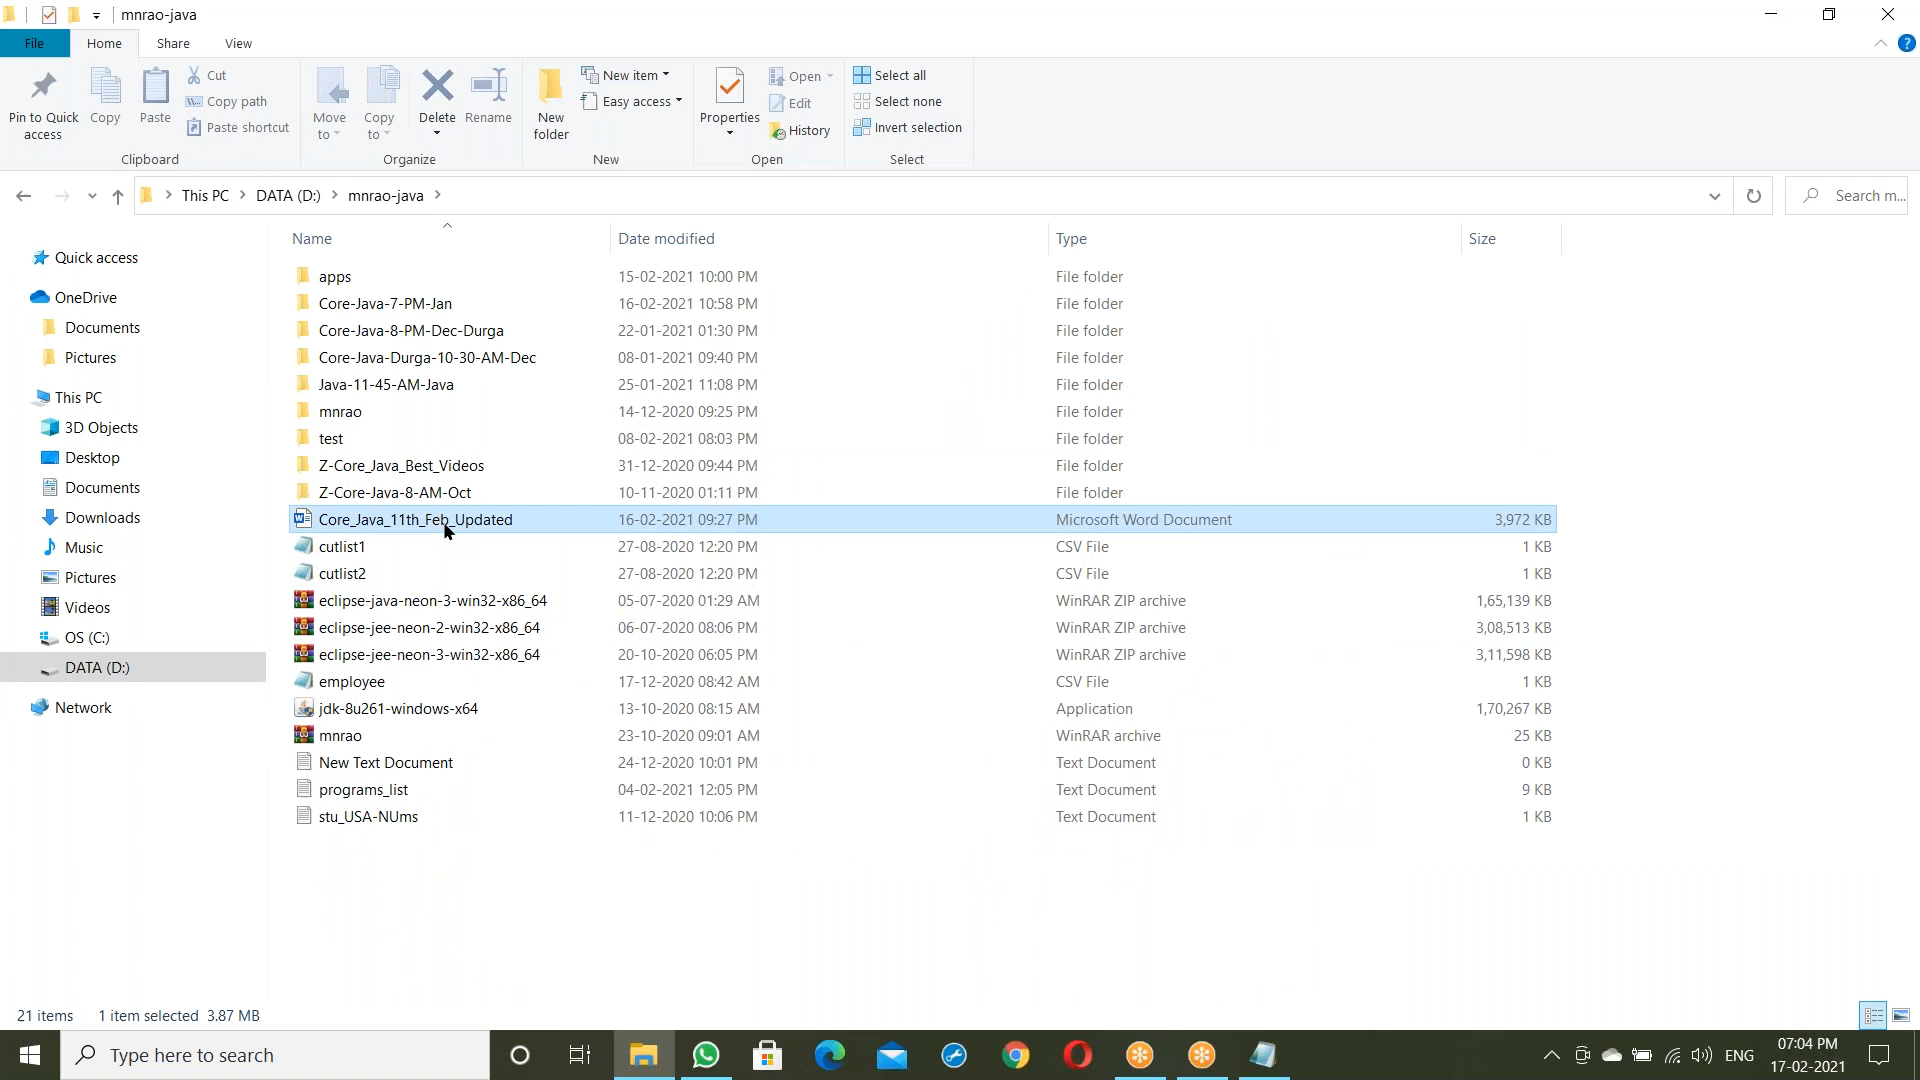 mnrao-java
File Home Share View
Pin to Quick access Copy Paste Cut Copy path Paste shortcut Move to Copy to Delete Rename New folder New item Easy access Properties Open Edit History Select all Select none Invert selection
Clipboard Organize New Open Select
This PC DATA (D:) mnrao-java Search m...
Name Date modified Type Size
Quick access
OneDrive
Documents
Pictures
This PC
3D Objects
Desktop
Documents
Downloads
Music
Pictures
Videos
OS (C:)
DATA (D:)
Network
apps 15-02-2021 10:00 PM File folder
Core-Java-7-PM-Jan 16-02-2021 10:58 PM File folder
Core-Java-8-PM-Dec-Durga 22-01-2021 01:30 PM File folder
Core-Java-Durga-10-30-AM-Dec 08-01-2021 09:40 PM File folder
Java-11-45-AM-Java 25-01-2021 11:08 PM File folder
mnrao 14-12-2020 09:25 PM File folder
test 08-02-2021 08:03 PM File folder
Z-Core_Java_Best_Videos 31-12-2020 09:44 PM File folder
Z-Core-Java-8-AM-Oct 10-11-2020 01:11 PM File folder
Core_Java_11th_Feb_Updated 16-02-2021 09:27 PM Microsoft Word Document 3,972 KB
cutlist1 27-08-2020 12:20 PM CSV File 1 KB
cutlist2 27-08-2020 12:20 PM CSV File 1 KB
eclipse-java-neon-3-win32-x86_64 05-07-2020 01:29 AM WinRAR ZIP archive 1,65,139 KB
eclipse-jee-neon-2-win32-x86_64 06-07-2020 08:06 PM WinRAR ZIP archive 3,08,513 KB
eclipse-jee-neon-3-win32-x86_64 20-10-2020 06:05 PM WinRAR ZIP archive 3,11,598 KB
employee 17-12-2020 08:42 AM CSV File 1 KB
jdk-8u261-windows-x64 13-10-2020 08:15 AM Application 1,70,267 KB
mnrao 23-10-2020 09:01 AM WinRAR archive 25 KB
New Text Document 24-12-2020 10:01 PM Text Document 0 KB
programs_list 04-02-2021 12:05 PM Text Document 9 KB
stu_USA-NUms 11-12-2020 10:06 PM Text Document 1 KB
21 items 1 item selected 3.87 MB
Type here to search ENG 07:04 PM
17-02-2021